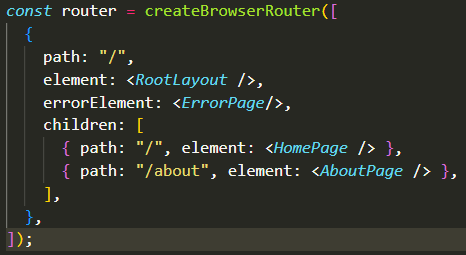 const router = createBrowserRouter([
  {
    path: "/",
    element: <RootLayout />,
    errorElement: <ErrorPage/>,
    children: [
      { path: "/", element: <HomePage /> },
      { path: "/about", element: <AboutPage /> },
    ],
  },
]);